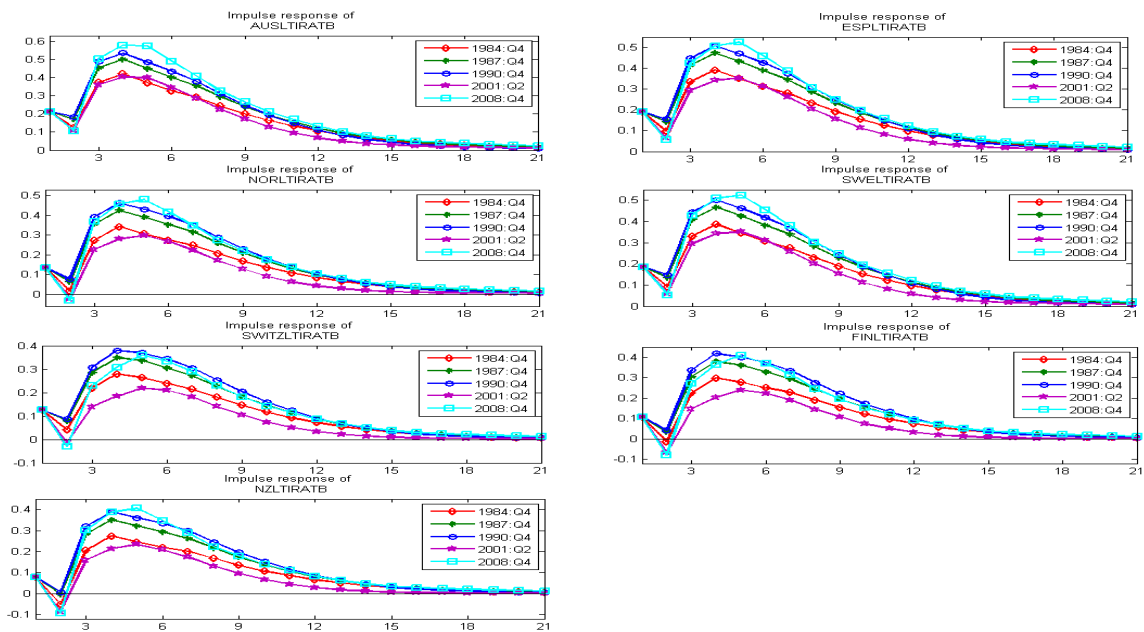 Impulse response of
AUSLTIRATB
0.6
0.5
0.4
0.3
0.2
0.1
0
3 6 9 12 15 18 21
1984:Q4
1987:Q4
1990:Q4
2001:Q2
2008:Q4
Impulse response of
ESPLTIRATB
0.5
0.4
0.3
0.2
0.1
0
3 6 9 12 15 18 21
1984:Q4
1987:Q4
1990:Q4
2001:Q2
2008:Q4
NORLTIRATB
0.5
0.4
0.3
0.2
0.1
0
3 6 9 12 15 18 21
1984:Q4
1987:Q4
1990:Q4
2001:Q2
2008:Q4
SWELTIRATB
0.5
0.4
0.3
0.2
0.1
0
3 6 9 12 15 18 21
1984:Q4
1987:Q4
1990:Q4
2001:Q2
2008:Q4
Impulse response of
SWITZLTIRATB
0.4
0.3
0.2
0.1
0
-0.1
3 6 9 12 15 18 21
1984:Q4
1987:Q4
1990:Q4
2001:Q2
2008:Q4
Impulse response of
FINLTIRATB
0.4
0.3
0.2
0.1
0
-0.1
3 6 9 12 15 18 21
1984:Q4
1987:Q4
1990:Q4
2001:Q2
2008:Q4
Impulse response of
NZLTIRATB
0.4
0.3
0.2
0.1
0
-0.1
3 6 9 12 15 18 21
1984:Q4
1987:Q4
1990:Q4
2001:Q2
2008:Q4